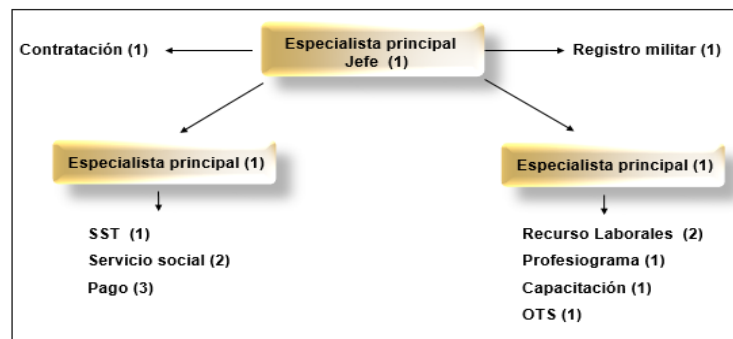 Contratación (1)
Especialista principal
Jefe (1)
Registro militar (1)
Especialista principal (1)
SST (1)
Servicio social (2)
Pago (3)
Especialista principal (1)
Recurso Laborales (2)
Profesiograma (1)
Capacitación (1)
OTS (1)